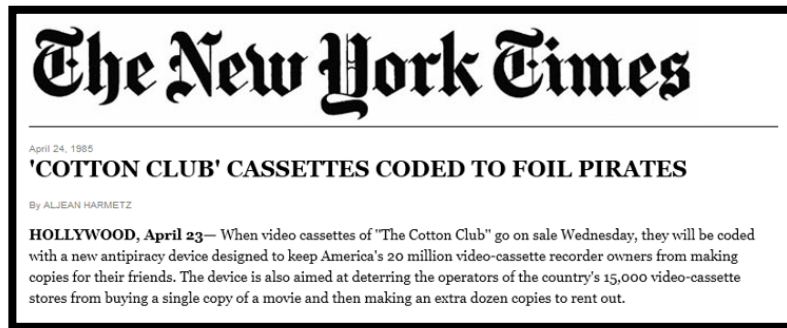 The New York Times
April 24, 1985
'COTTON CLUB' CASSETTES CODED TO FOIL PIRATES
By ALJEAN HARMETZ
HOLLYWOOD, April 23— When video cassettes of "The Cotton Club" go on sale Wednesday, they will be coded
with a new antipiracy device designed to keep America's 20 million video-cassette recorder owners from making
copies for their friends. The device is also aimed at deterring the operators of the country's 15,000 video-cassette
stores from buying a single copy of a movie and then making an extra dozen copies to rent out.